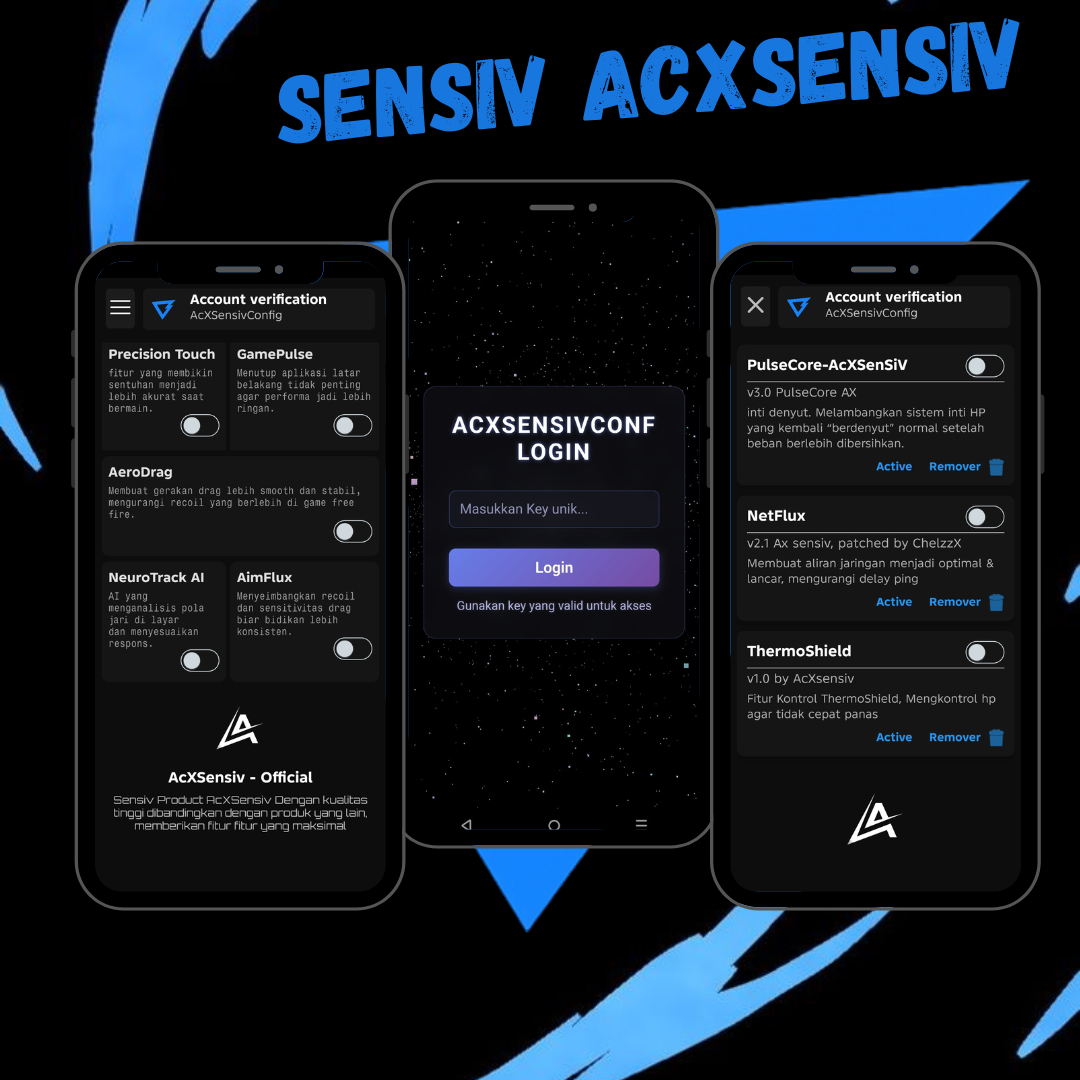 SENSIV ACXSENSIV
Account verification
AcXSensivConfig
Precision Touch
fitur yang membikin
sentuhan menjadi
lebih akurat saat
bermain.
GamePulse
Menutup aplikasi latar
belakang tidak penting
agar performa jadi lebih
ringan.
AeroDrag
Membuat gerakan drag lebih smooth dan stabil,
mengurangi recoil yang berlebih di game free
fire.
NeuroTrack AI
AI yang
menganalisis pola
jari di layar
dan menyesuaikan
respons.
AimFlux
Menyeimbangkan recoil
dan sensitivitas drag
biar bidikan lebih
konsisten.
AcXSensiv - Official
Sensiv Product AcXSensiv Dengan kualitas
tinggi dibandingkan dengan produk yang lain,
memberikan fitur fitur yang maksimal
ACXSENSIVCONF
LOGIN
Masukkan Key unik...
Login
Gunakan key yang valid untuk akses
Account verification
AcXSensivConfig
PulseCore-AcXSenSiV
v3.0 PulseCore AX
inti denyut. Melambangkan sistem inti HP
yang kembali “berdenyut” normal setelah
beban berlebih dibersihkan.
Active Remover
NetFlux
v2.1 Ax sensiv, patched by ChelzzX
Membuat aliran jaringan menjadi optimal &
lancar, mengurangi delay ping
Active Remover
ThermoShield
v1.0 by AcXsensiv
Fitur Kontrol ThermoShield, Mengkontrol hp
agar tidak cepat panas
Active Remover